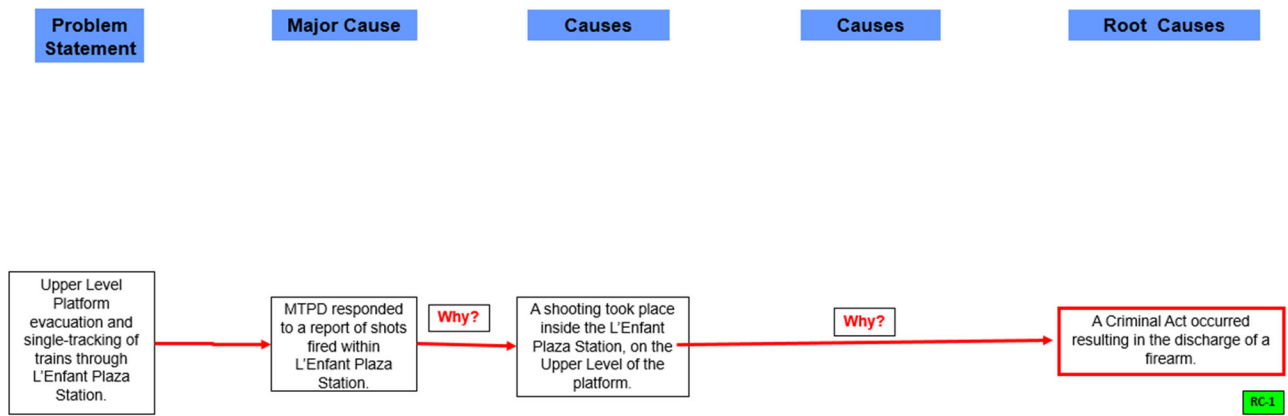 Problem
Statement
Major Cause
Causes
Causes
Root Causes
Upper Level
Platform
evacuation and
single-tracking of
trains through
L'Enfant Plaza
Station.
MTPD responded
to a report of shots
fired within
L'Enfant Plaza
Station.
Why?
A shooting took place
inside the L'Enfant
Plaza Station, on the
Upper Level of the
platform.
Why?
A Criminal Act occurred
resulting in the discharge of a
firearm.
RC-1